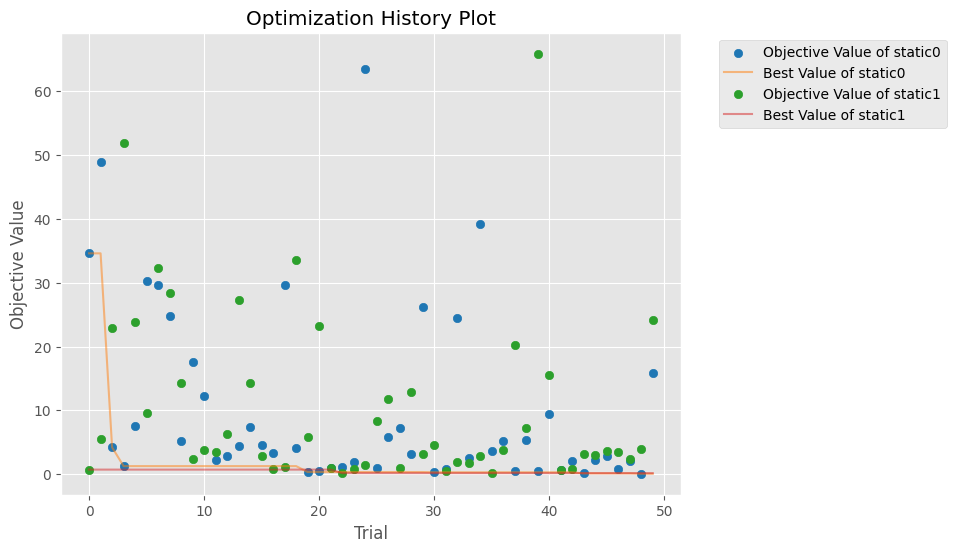 Optimization History Plot
Objective Value of static0
Best Value of static0
Objective Value of static1
Best Value of static1
Objective Value
60
50
40
30
20
10
0
0 10 20 30 40 50
Trial